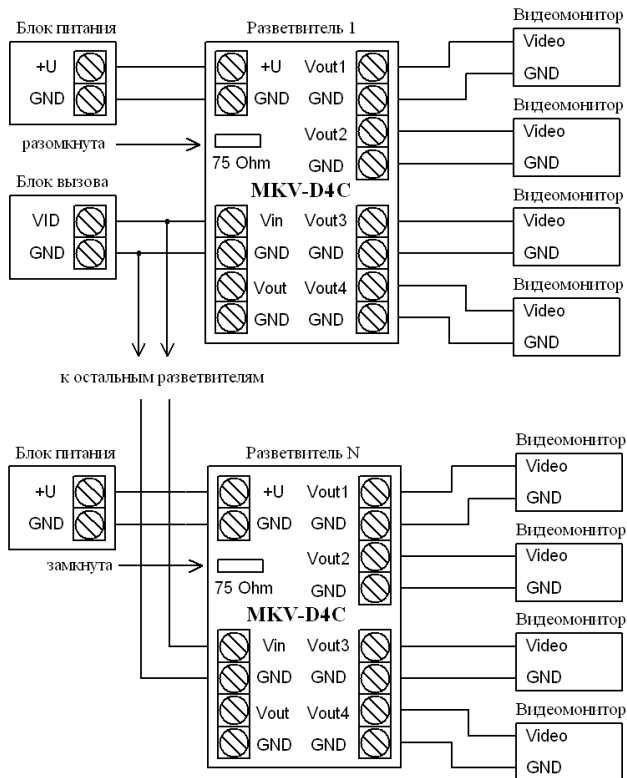 Блок питания
+U
GND
разомкнута
Блок вызова
VID
GND
Разветвитель 1
+U Vout1
GND GND
Vout2
75 Ohm GND
MKV-D4C
Vin Vout3
GND GND
Vout Vout4
GND GND
Видеомонитор
Video
GND
Видеомонитор
Video
GND
Видеомонитор
Video
GND
Видеомонитор
Video
GND
к остальным разветвителям
Блок питания
+U
GND
замкнута
Разветвитель N
+U Vout1
GND GND
Vout2
75 Ohm GND
MKV-D4C
Vin Vout3
GND GND
Vout Vout4
GND GND
Видеомонитор
Video
GND
Видеомонитор
Video
GND
Видеомонитор
Video
GND
Видеомонитор
Video
GND